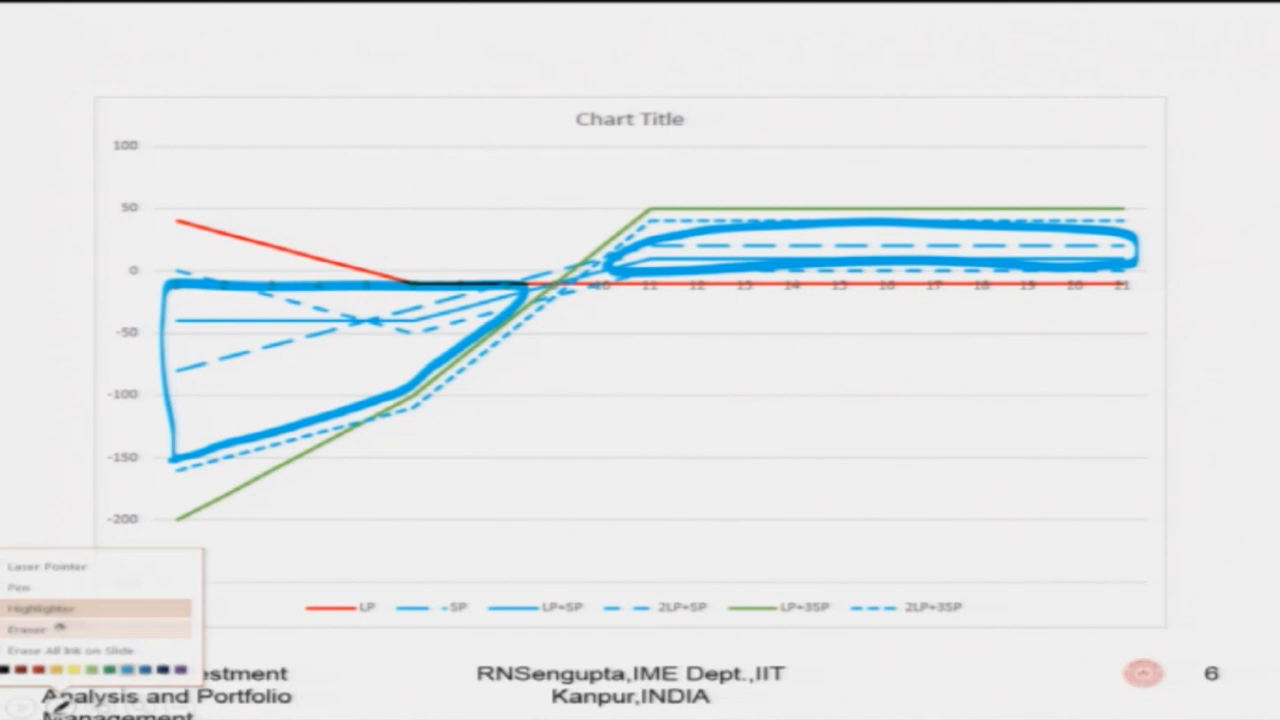 Chart Title
100
50
0
10 11 12 13 14 15 16 17 18 19 20 21
-50
-100
-150
-200
LP SP LP+SP 2LP+SP LP+3SP 2LP+3SP
Laser Pointer
Pen
Highlighter
Eraser
Erase All Ink on Slide
estment
Analysis and Portfolio
Management
RNSengupta,IME Dept.,IIT
Kanpur,INDIA
6